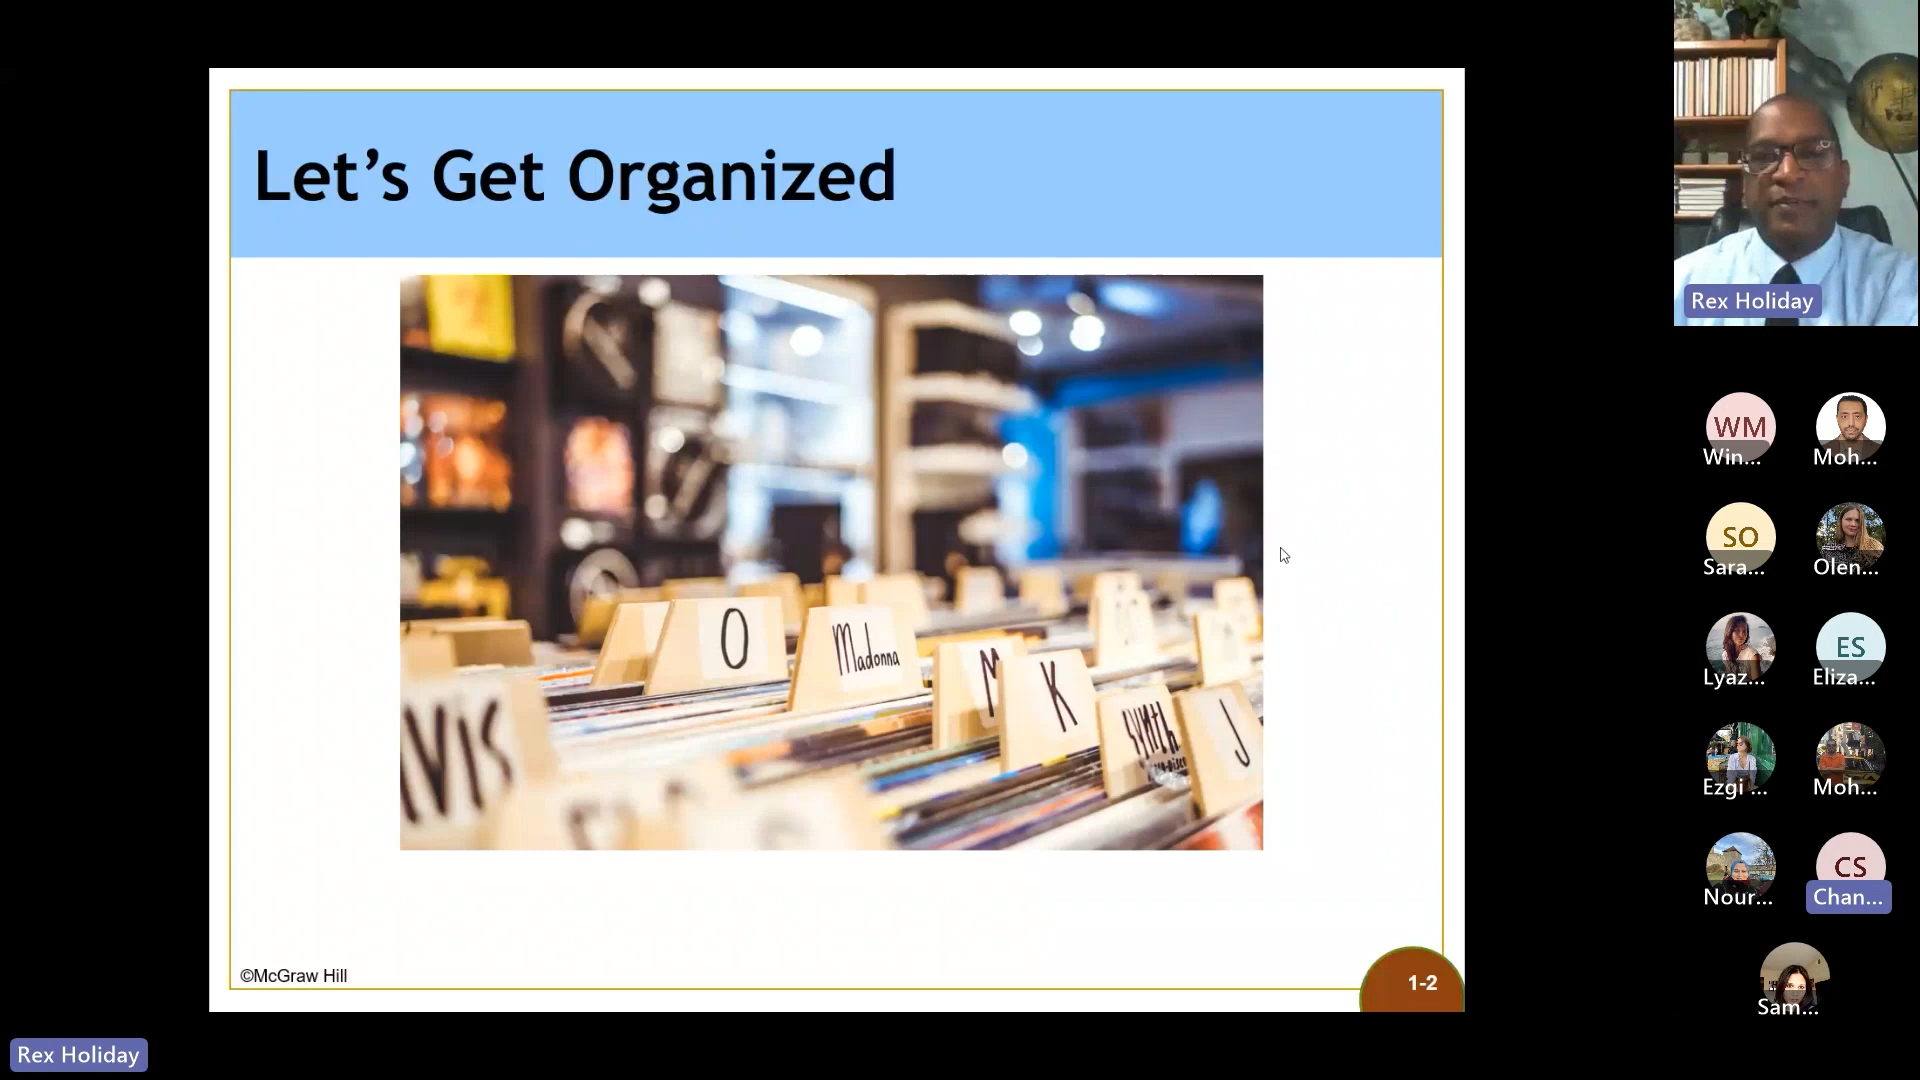 Let's Get Organized
O
Madonna
M
K
Synth
J
©McGraw Hill
1-2
Rex Holiday
WM
Win...
Moh...
SO
Sara...
Olen...
Lyaz...
ES
Eliza...
Ezgi ...
Moh...
Nour...
CS
Chan...
Sam...
Rex Holiday